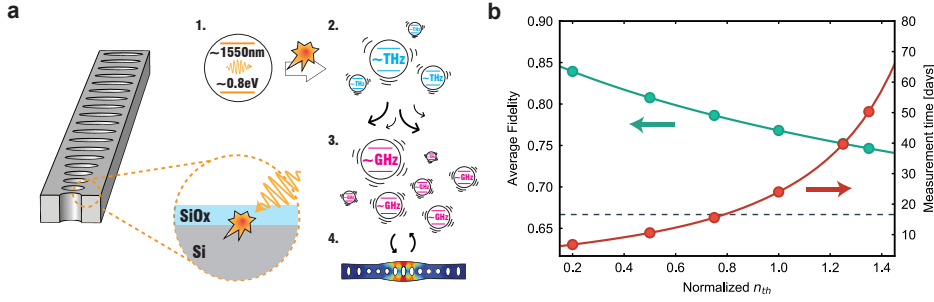 a
1.
~1550nm
~0.8eV
2.
~THz
~THz
~THz
~THz
3.
~GHz
~GHz
~GHz
~GHz
~GHz
~GHz
~GHz
4.
SiOx
Si
b
Average Fidelity
0.90
0.85
0.80
0.75
0.70
0.65
0.2
0.4
0.6
0.8
1.0
1.2
1.4
Normalized n_th
80
70
60
50
40
30
20
10
Measurement time [days]